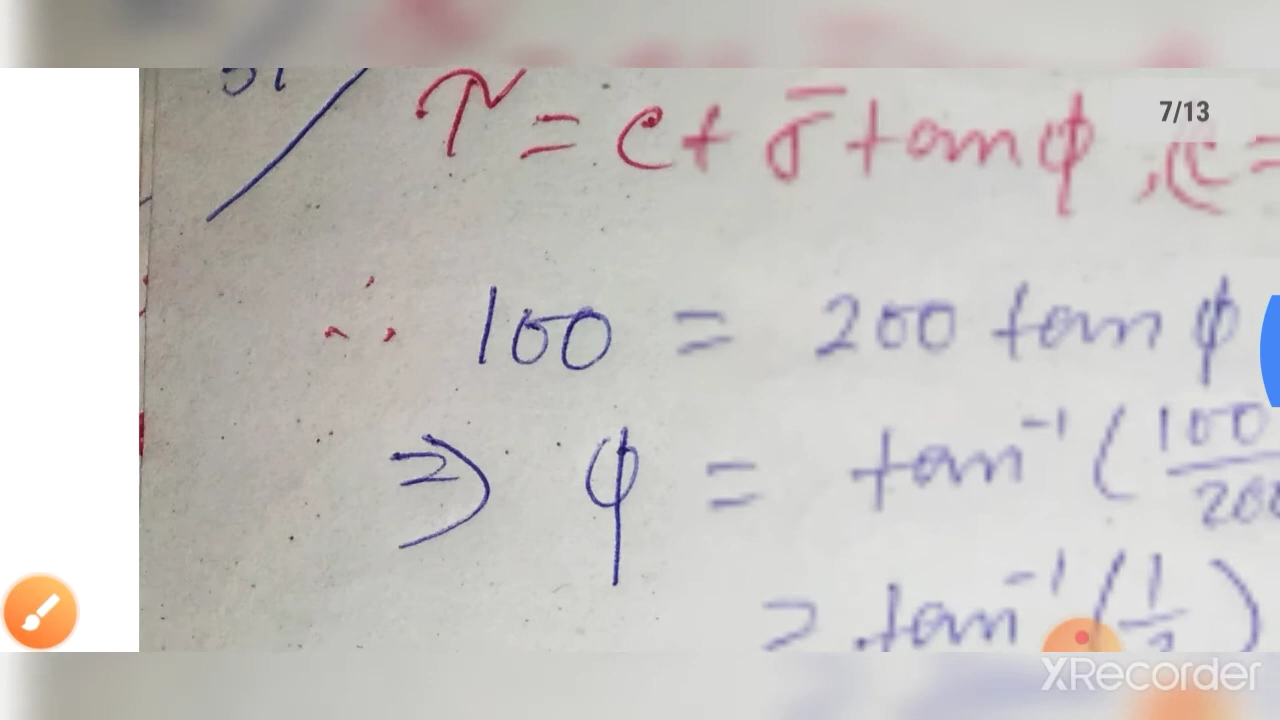 τ = c + σ̅ tan φ , (c =
7/13
∴ 100 = 200 tan φ
⇒ φ = tan⁻¹ (100/200
= tan⁻¹ (1/2)
XRecorder